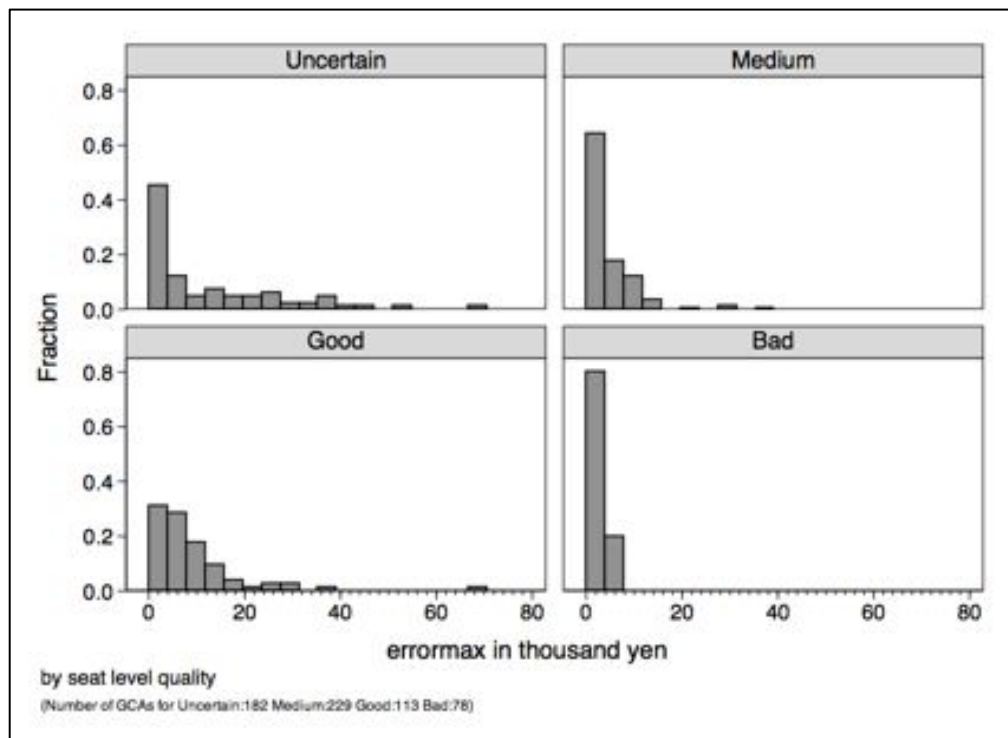 Uncertain
Medium
0.8
0.6
0.4
0.2
0.0
Fraction
Good
Bad
0.8
0.6
0.4
0.2
0.0
0 20 40 60 80
0 20 40 60 80
errormax in thousand yen
by seat level quality
(Number of GCAs for Uncertain:182 Medium:229 Good:113 Bad:78)